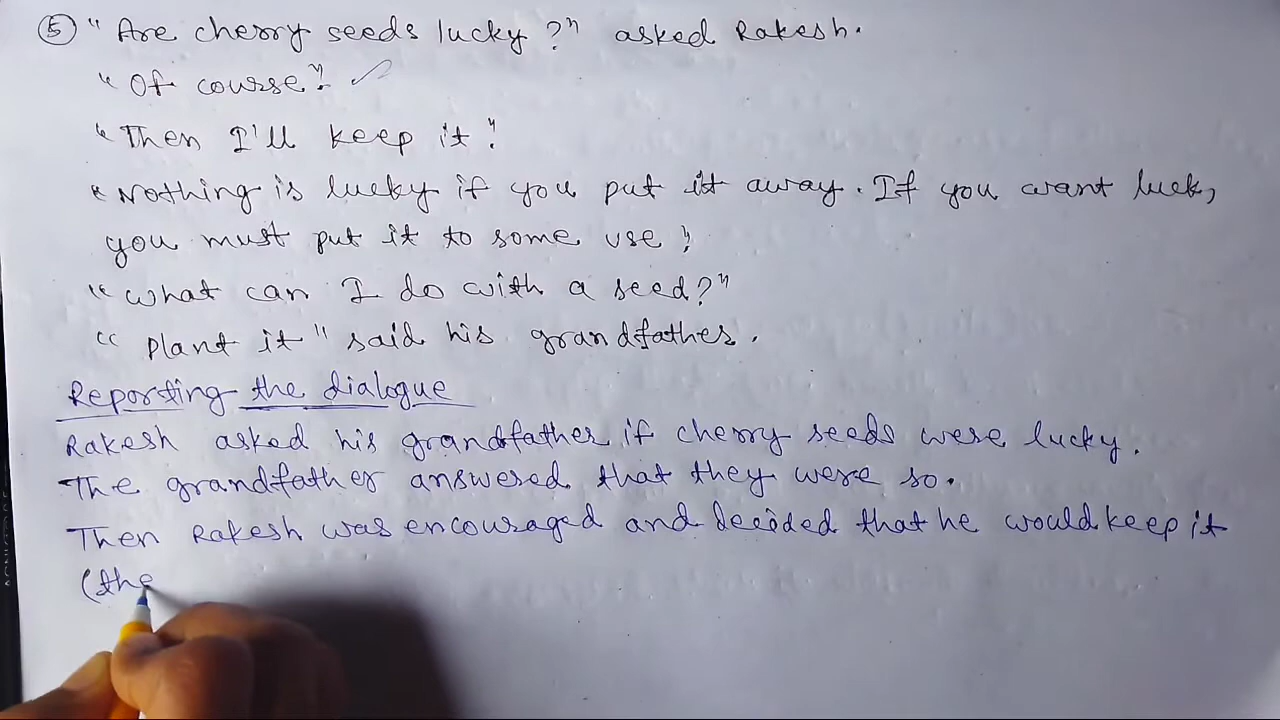 ⑤ "Are cherry seeds lucky?" asked Rakesh.
"Of course".
"Then I'll keep it".
"Nothing is lucky if you put it away. If you want luck,
you must put it to some use".
"What can I do with a seed?"
"Plant it" said his grandfather.
Reporting the dialogue
Rakesh asked his grandfather if cherry seeds were lucky.
The grandfather answered that they were so.
Then Rakesh was encouraged and decided that he would keep it
(the